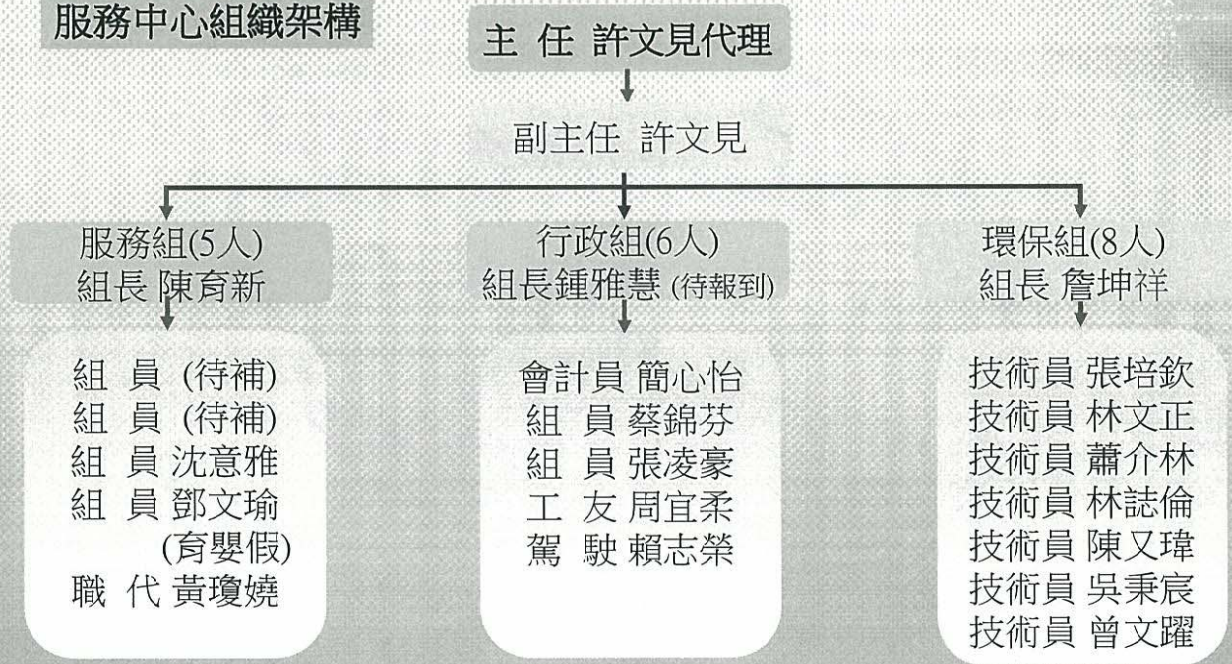 服務中心組織架構
主 任 許文見代理
副主任 許文見
服務組(5人)
組長 陳育新
組 員 (待補)
組 員 (待補)
組 員 沈意雅
組 員 鄧文瑜
(育嬰假)
職 代 黃瓊嬈
行政組(6人)
組長鍾雅慧 (待報到)
會計員 簡心怡
組 員 蔡錦芬
組 員 張凌豪
工 友 周宜柔
駕 駛 賴志榮
環保組(8人)
組長 詹坤祥
技術員 張培欽
技術員 林文正
技術員 蕭介林
技術員 林誌倫
技術員 陳又瑋
技術員 吳秉宸
技術員 曾文躍